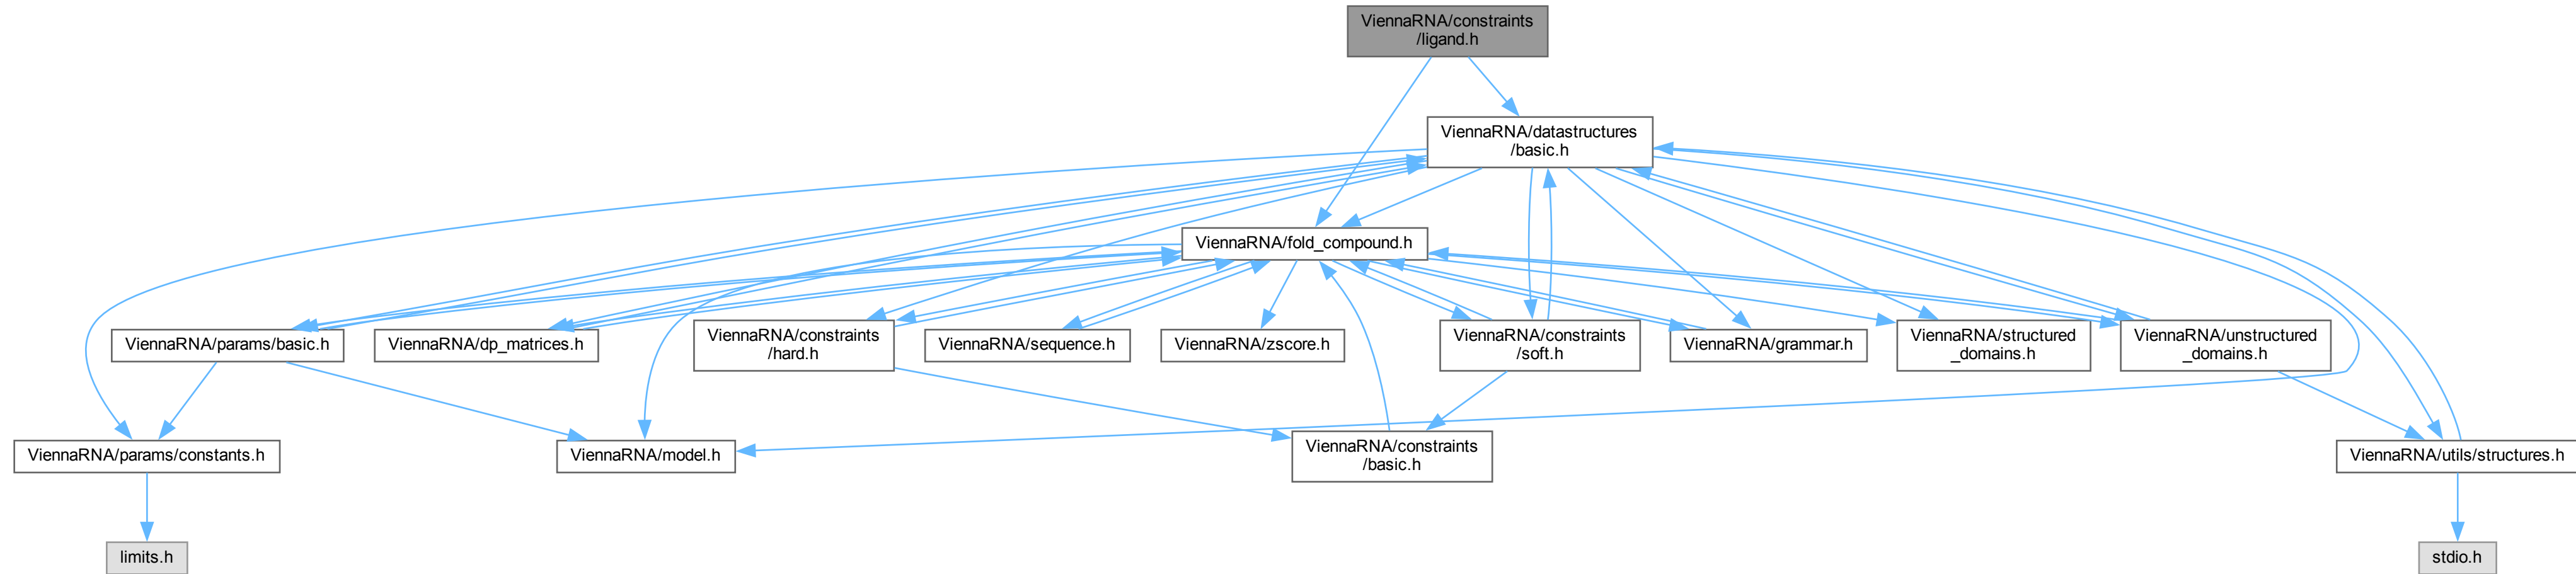 ViennaRNA/constraints
/ligand.h
ViennaRNA/datastructures
/basic.h
ViennaRNA/fold_compound.h
ViennaRNA/params/basic.h
ViennaRNA/dp_matrices.h
ViennaRNA/constraints
/hard.h
ViennaRNA/sequence.h
ViennaRNA/zscore.h
ViennaRNA/constraints
/soft.h
ViennaRNA/grammar.h
ViennaRNA/structured
_domains.h
ViennaRNA/unstructured
_domains.h
ViennaRNA/params/constants.h
ViennaRNA/model.h
ViennaRNA/constraints
/basic.h
ViennaRNA/utils/structures.h
limits.h
stdio.h